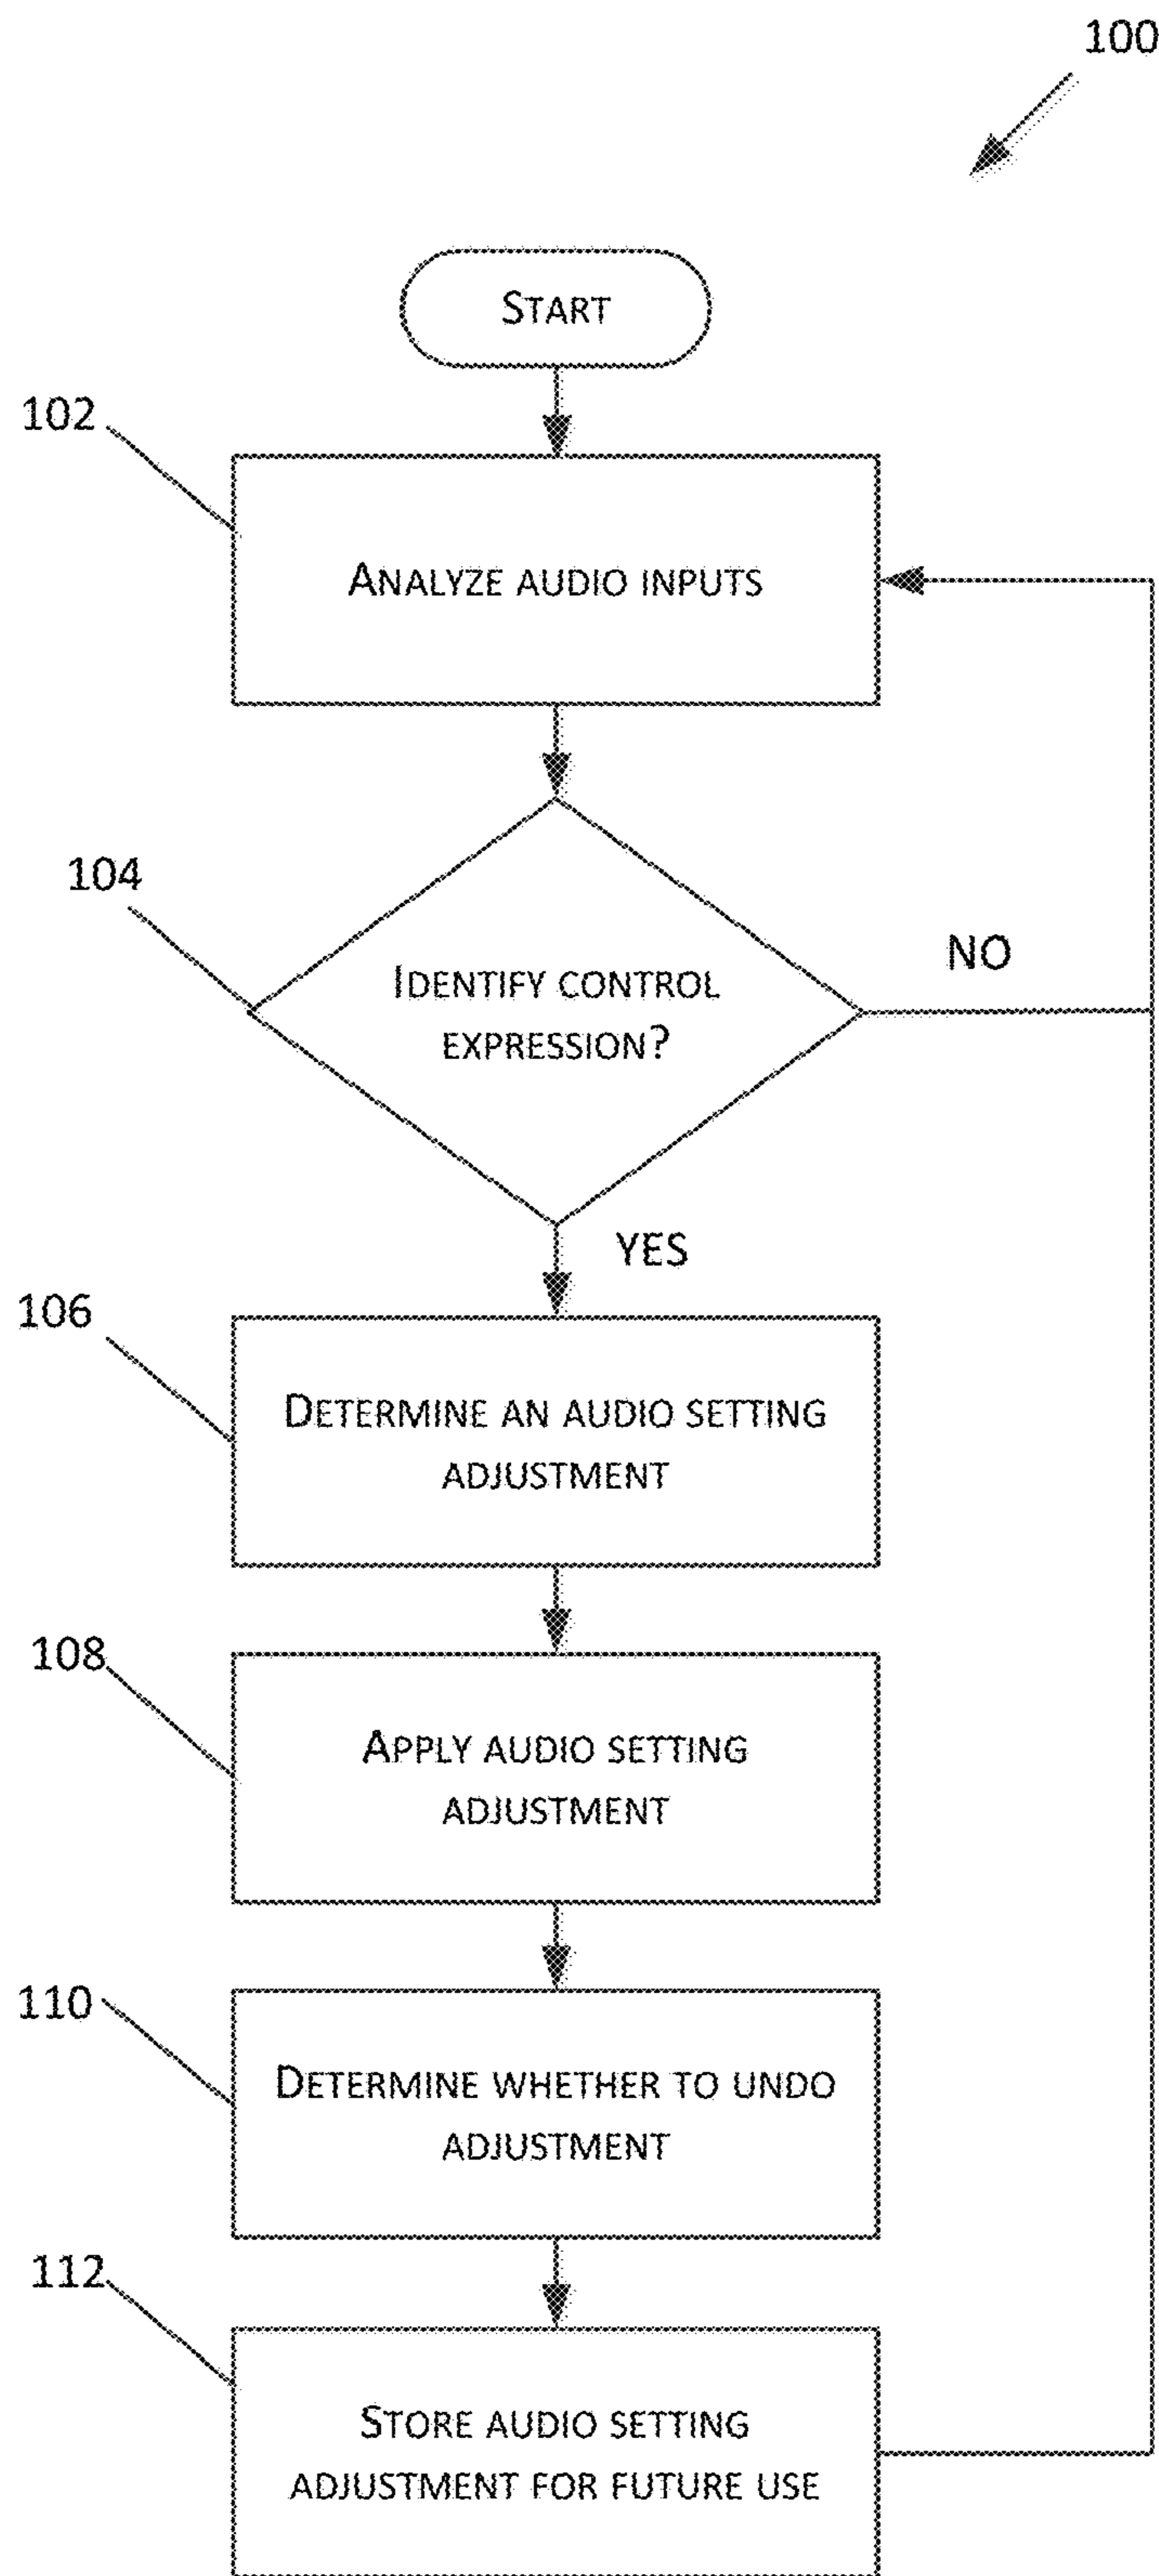 100
START
102
ANALYZE AUDIO INPUTS
104
IDENTIFY CONTROL
EXPRESSION?
NO
YES
106
DETERMINE AN AUDIO SETTING
ADJUSTMENT
108
APPLY AUDIO SETTING
ADJUSTMENT
110
DETERMINE WHETHER TO UNDO
ADJUSTMENT
112
STORE AUDIO SETTING
ADJUSTMENT FOR FUTURE USE